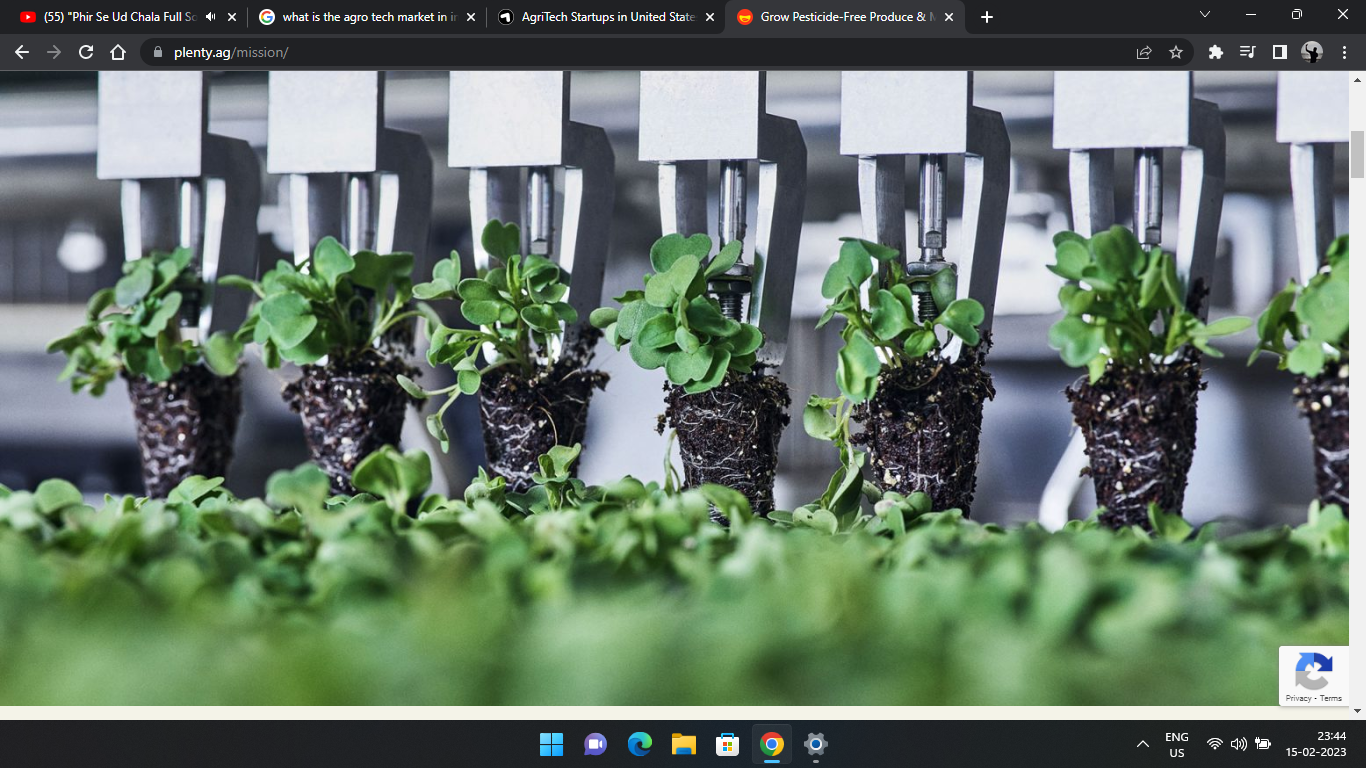 (55) "Phir Se Ud Chala Full So
what is the agro tech market in in
AgriTech Startups in United State
Grow Pesticide-Free Produce & M
plenty.ag/mission/
Privacy - Terms
ENG
US
23:44
15-02-2023